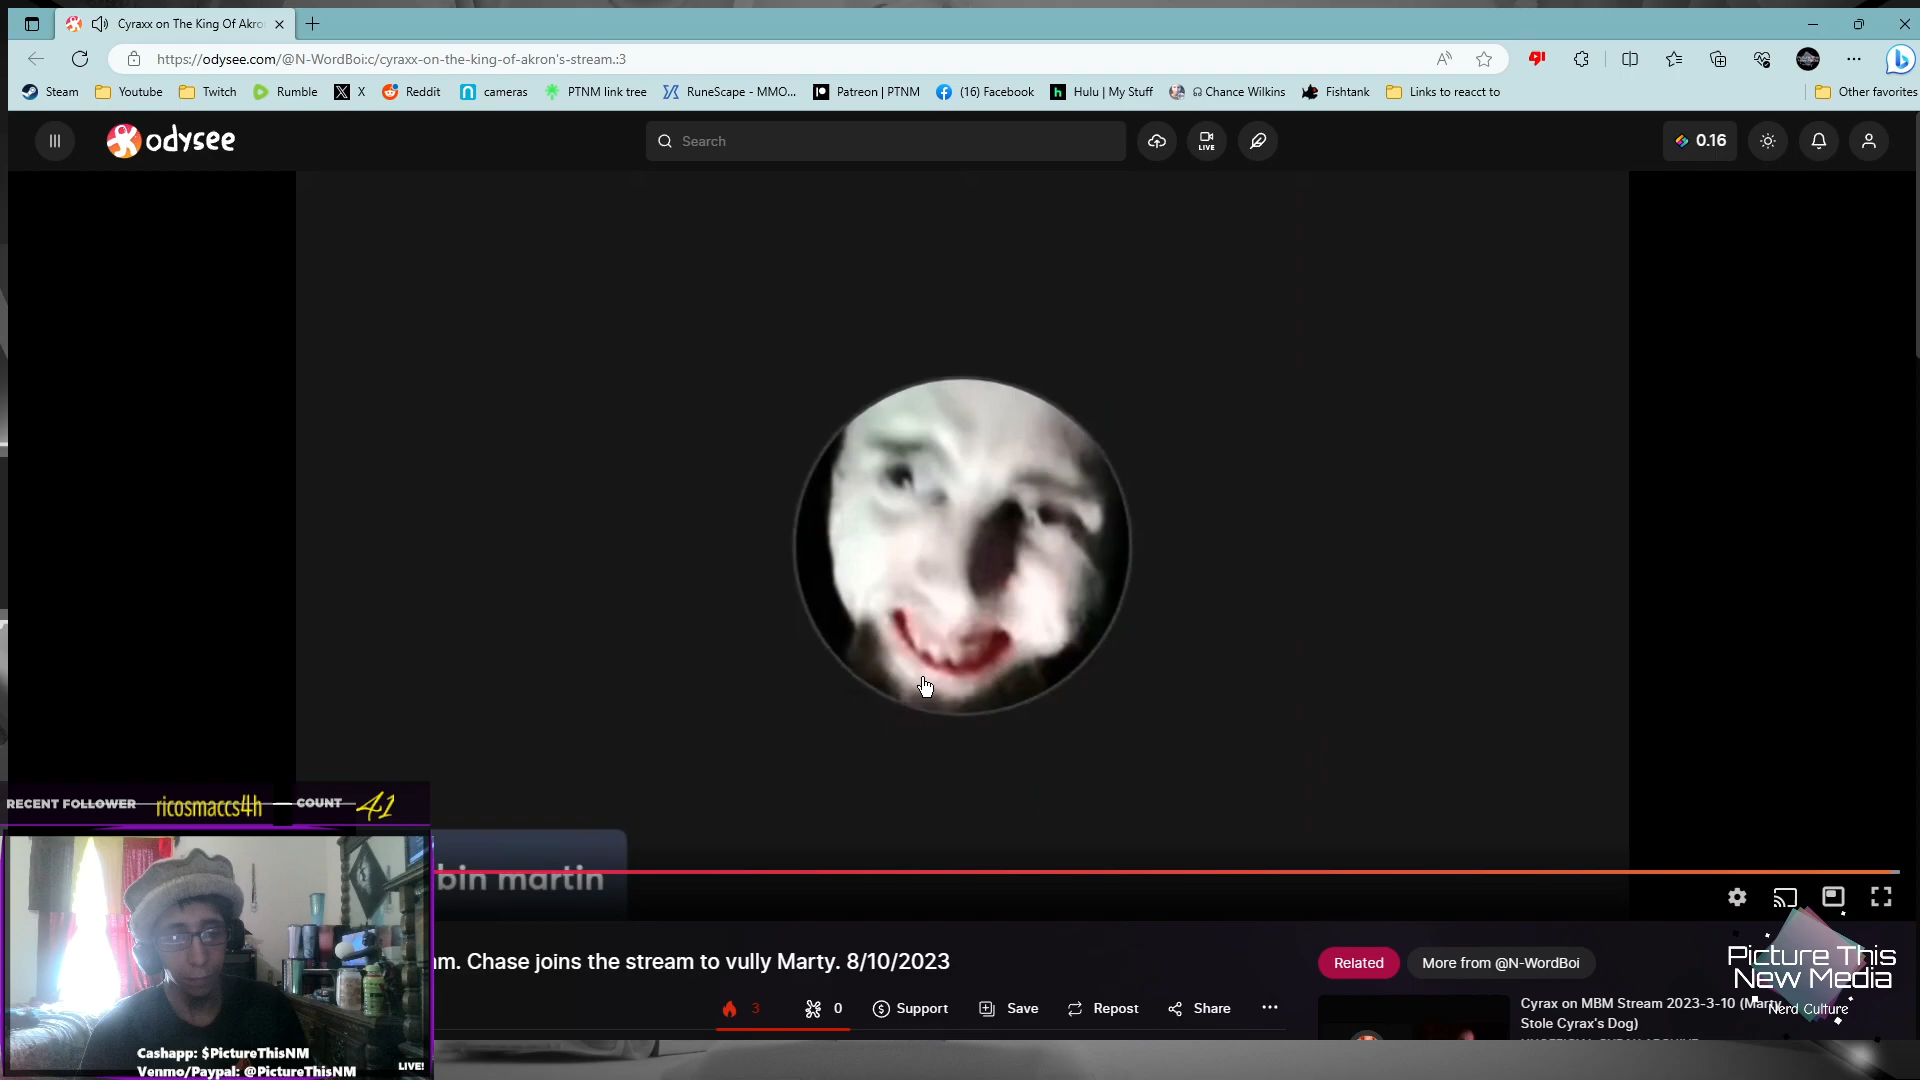 Cyraxx on The King Of Akro
https://odysee.com/@N-WordBoi:c/cyraxx-on-the-king-of-akron's-stream.:3
Steam Youtube Twitch Rumble X Reddit cameras PTNM link tree RuneScape - MMO... Patreon | PTNM (16) Facebook Hulu | My Stuff Chance Wilkins Fishtank Links to reacct to Other favorites
odysee Search LIVE 0.16
RECENT FOLLOWER ricosmaccs4h COUNT 41
bin martin
m. Chase joins the stream to vully Marty. 8/10/2023
Related More from @N-WordBoi
3 0 Support Save Repost Share
Cyrax on MBM Stream 2023-3-10 (Marty
Stole Cyrax's Dog)
Picture This
New Media
Nerd Culture
Cashapp: $PictureThisNM
Venmo/Paypal: @PictureThisNM
LIVE!